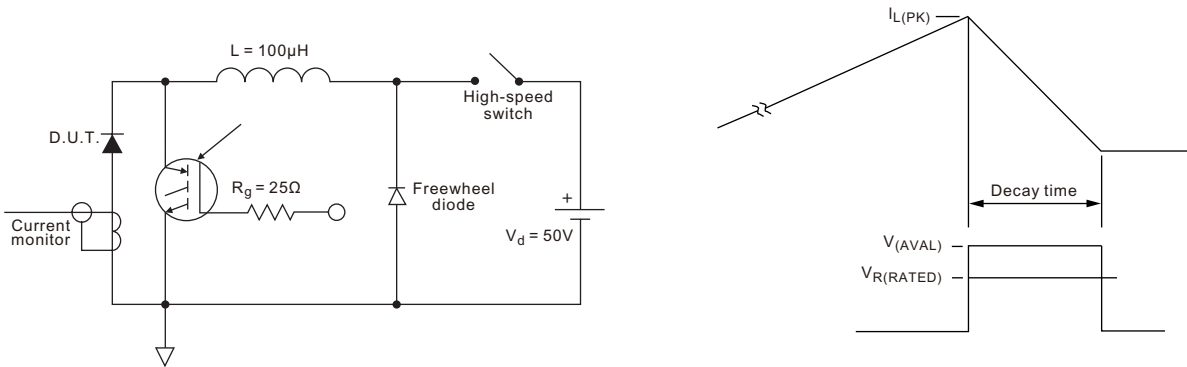 L = 100μH
High-speed
switch
D.U.T.
R_g = 25Ω
Freewheel
diode
Current
monitor
+
V_d = 50V
I_L(PK)
Decay time
V_(AVAL)
V_R(RATED)